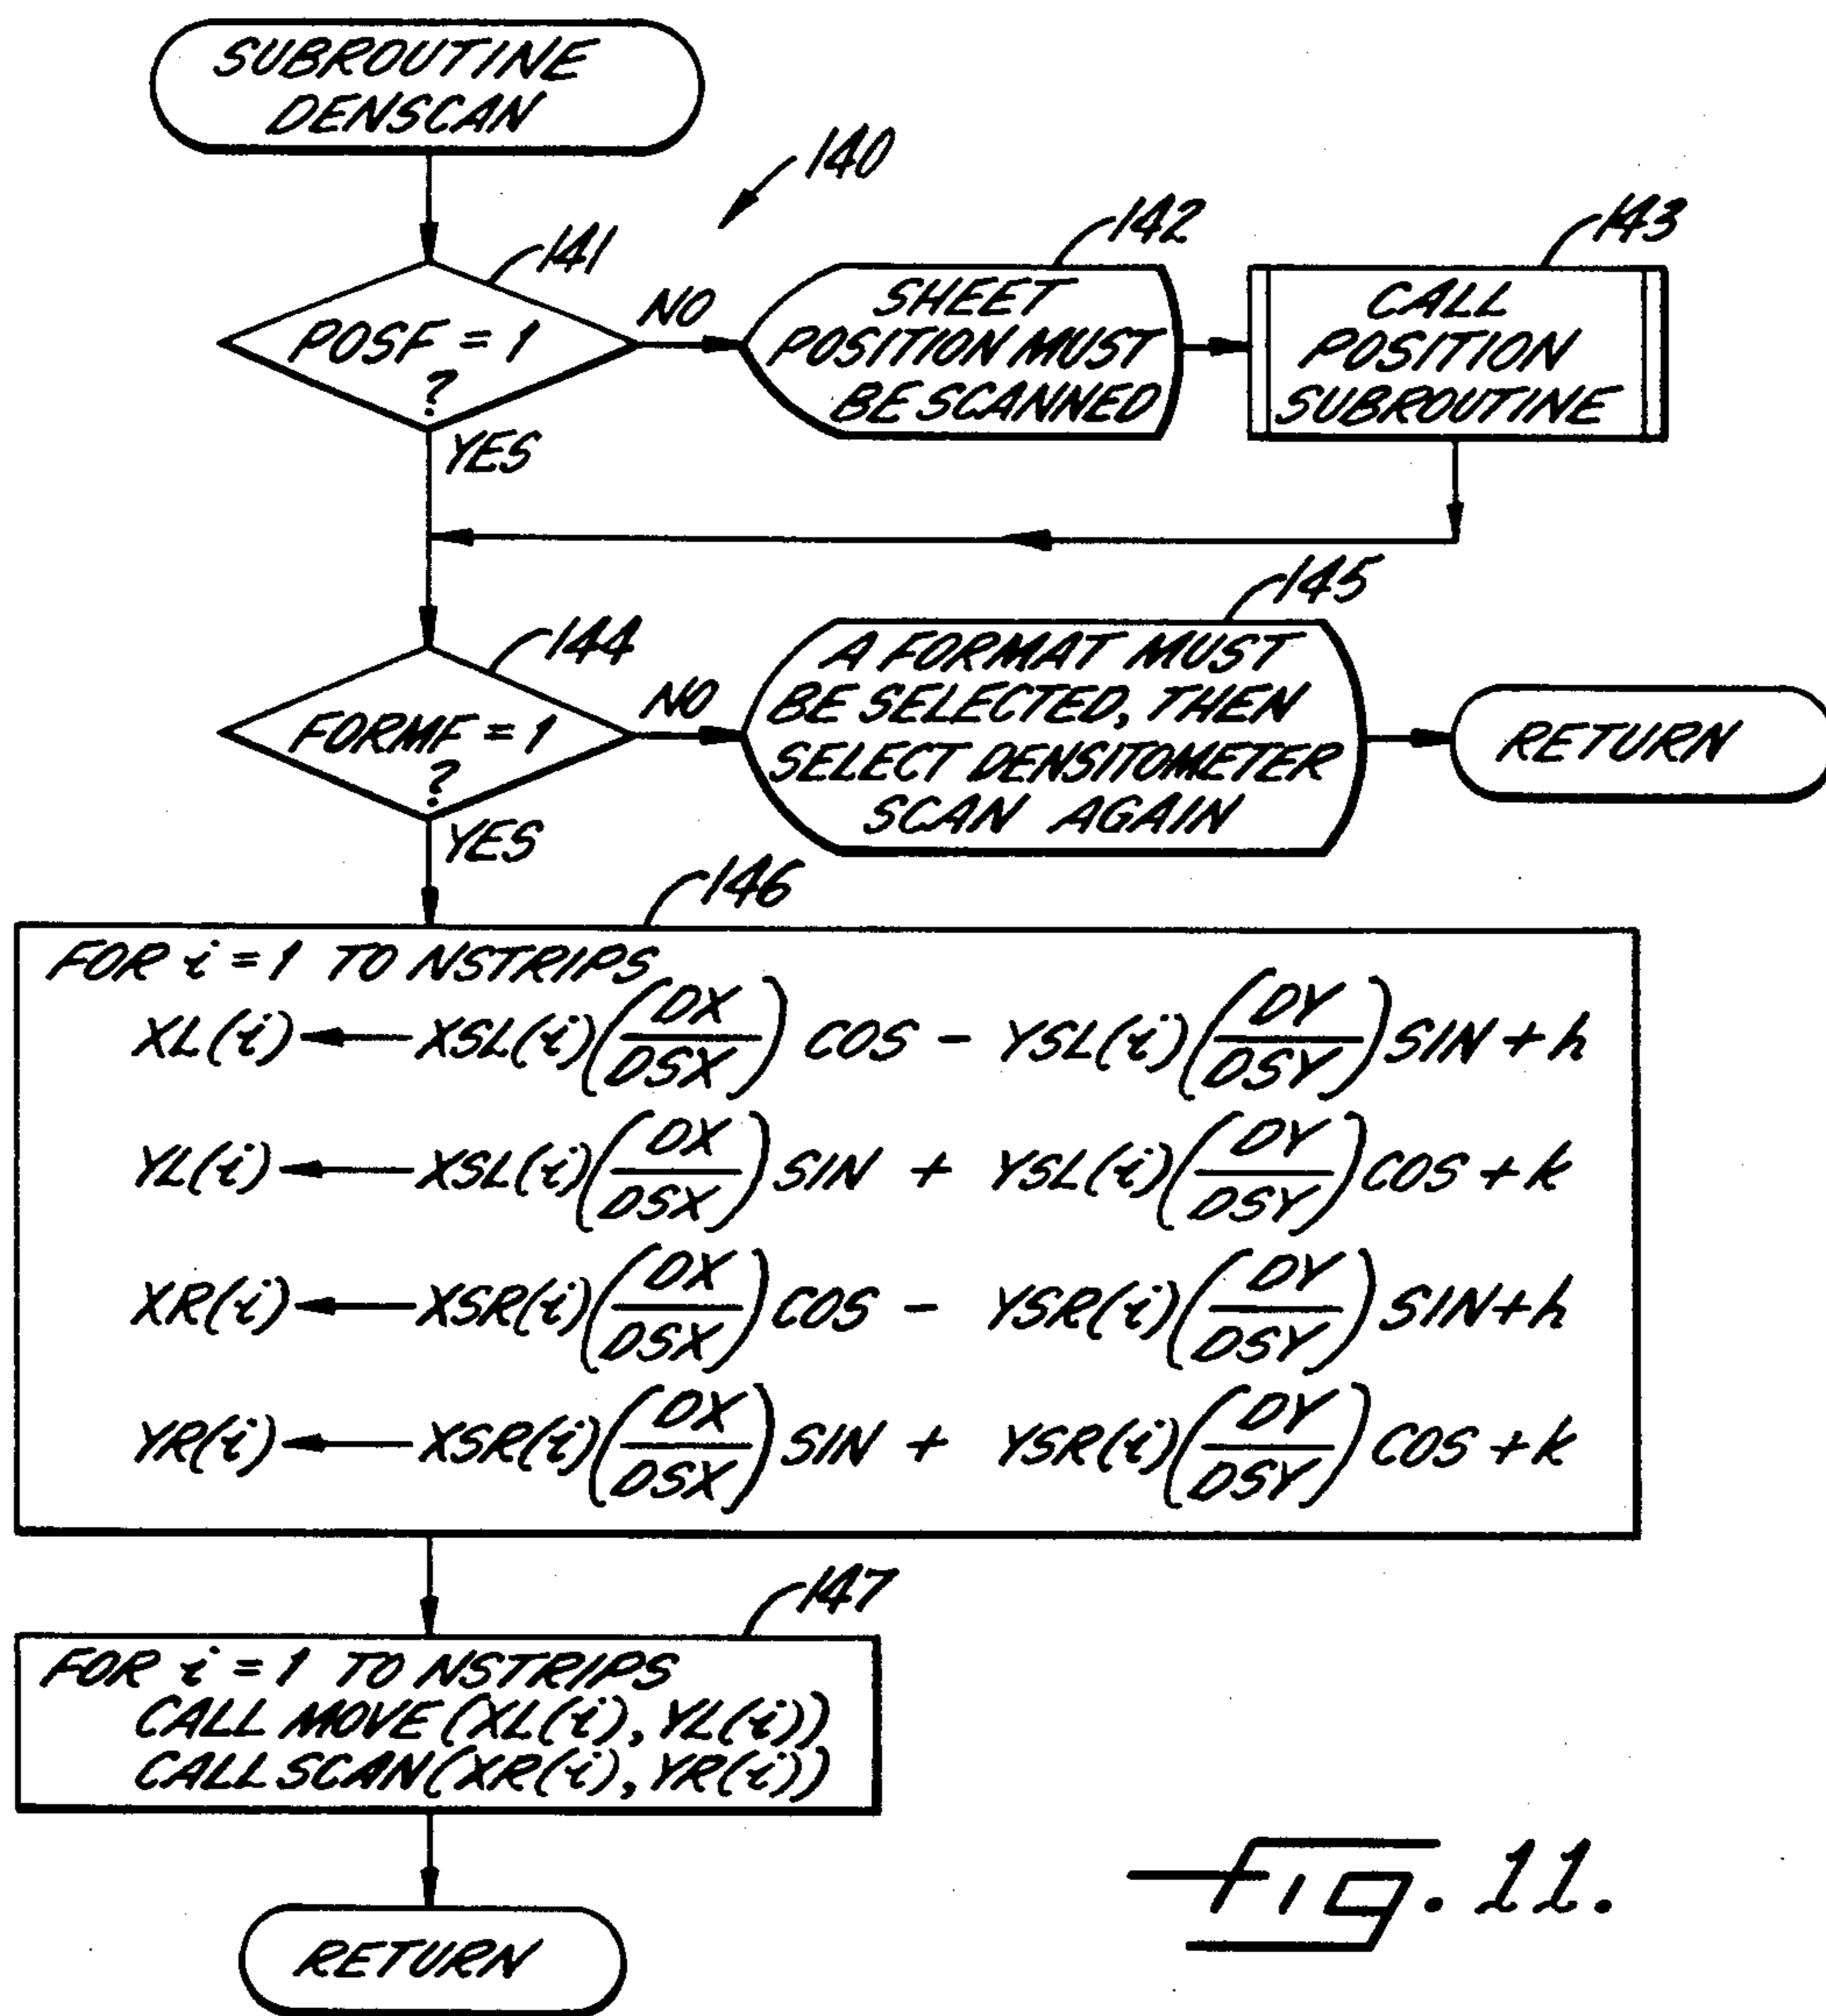 SUBROUTINE
DENSCAN
140
141
POSF = 1
?
NO
YES
142
SHEET
POSITION MUST
BE SCANNED
143
CALL
POSITION
SUBROUTINE
144
FORMF = 1
?
NO
YES
145
A FORMAT MUST
BE SELECTED, THEN
SELECT DENSITOMETER
SCAN AGAIN
RETURN
146
FOR i = 1 TO NSTRIPS
XL(i) ← XSL(i)(DX/DSX) COS - YSL(i)(DY/DSY) SIN + h
YL(i) ← XSL(i)(DX/DSX) SIN + YSL(i)(DY/DSY) COS + k
XR(i) ← XSR(i)(DX/DSX) COS - YSR(i)(DY/DSY) SIN + h
YR(i) ← XSR(i)(DX/DSX) SIN + YSR(i)(DY/DSY) COS + k
147
FOR i = 1 TO NSTRIPS
CALL MOVE (XL(i), YL(i))
CALL SCAN (XR(i), YR(i))
RETURN
Fig. 11.